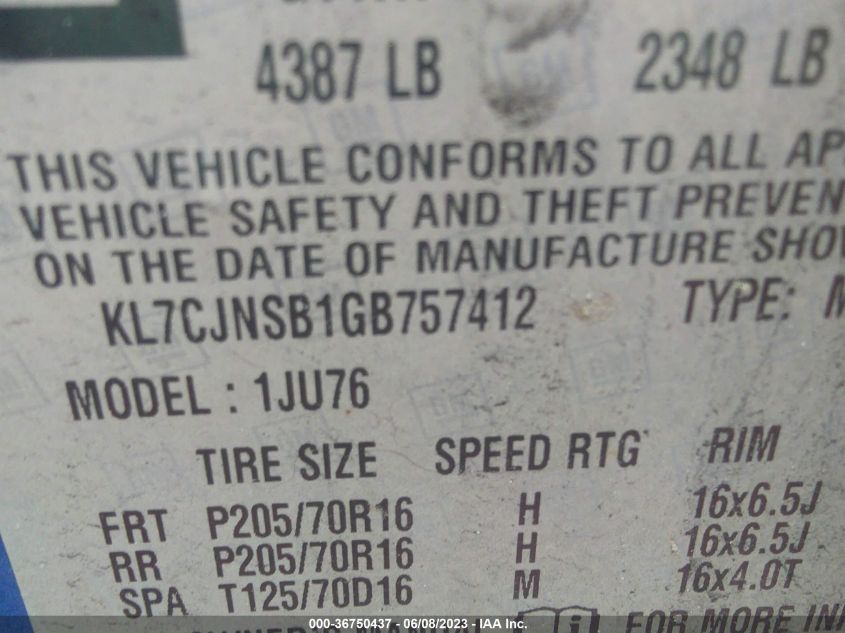 4387 LB 2348 LB
THIS VEHICLE CONFORMS TO ALL AP
VEHICLE SAFETY AND THEFT PREVEN
ON THE DATE OF MANUFACTURE SHO
KL7CJNSB1GB757412 TYPE: M
MODEL : 1JU76
TIRE SIZE SPEED RTG RIM
FRT P205/70R16 H 16x6.5J
RR P205/70R16 H 16x6.5J
SPA T125/70D16 M 16x4.0T
FOR MORE IN
000-36750437 - 06/08/2023 - IAA Inc.